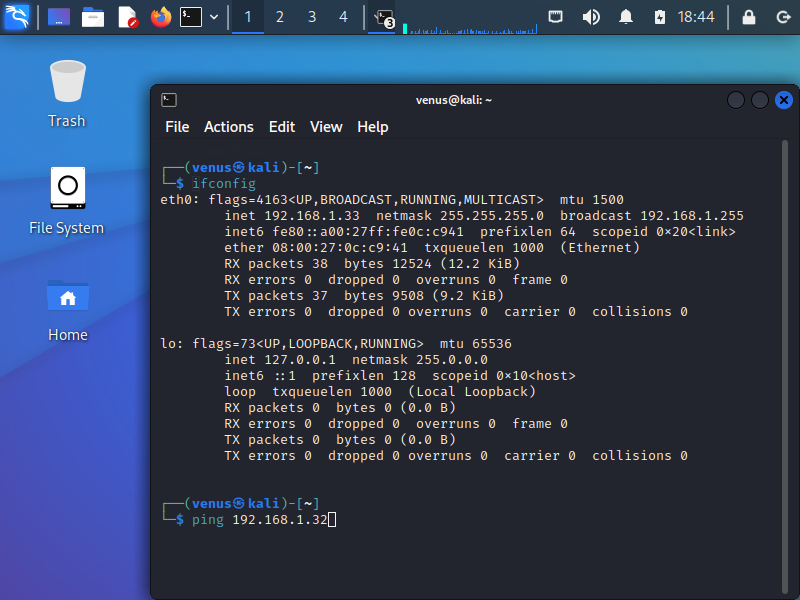 1 2 3 4 3 18:44
Trash
File System
Home
venus@kali: ~
File Actions Edit View Help
┌──(venus㉿kali)-[~]
└─$ ifconfig
eth0: flags=4163<UP,BROADCAST,RUNNING,MULTICAST>  mtu 1500
        inet 192.168.1.33  netmask 255.255.255.0  broadcast 192.168.1.255
        inet6 fe80::a00:27ff:fe0c:c941  prefixlen 64  scopeid 0×20<link>
        ether 08:00:27:0c:c9:41  txqueuelen 1000  (Ethernet)
        RX packets 38  bytes 12524 (12.2 KiB)
        RX errors 0  dropped 0  overruns 0  frame 0
        TX packets 37  bytes 9508 (9.2 KiB)
        TX errors 0  dropped 0 overruns 0  carrier 0  collisions 0
lo: flags=73<UP,LOOPBACK,RUNNING>  mtu 65536
        inet 127.0.0.1  netmask 255.0.0.0
        inet6 ::1  prefixlen 128  scopeid 0×10<host>
        loop  txqueuelen 1000  (Local Loopback)
        RX packets 0  bytes 0 (0.0 B)
        RX errors 0  dropped 0  overruns 0  frame 0
        TX packets 0  bytes 0 (0.0 B)
        TX errors 0  dropped 0 overruns 0  carrier 0  collisions 0
┌──(venus㉿kali)-[~]
└─$ ping 192.168.1.32